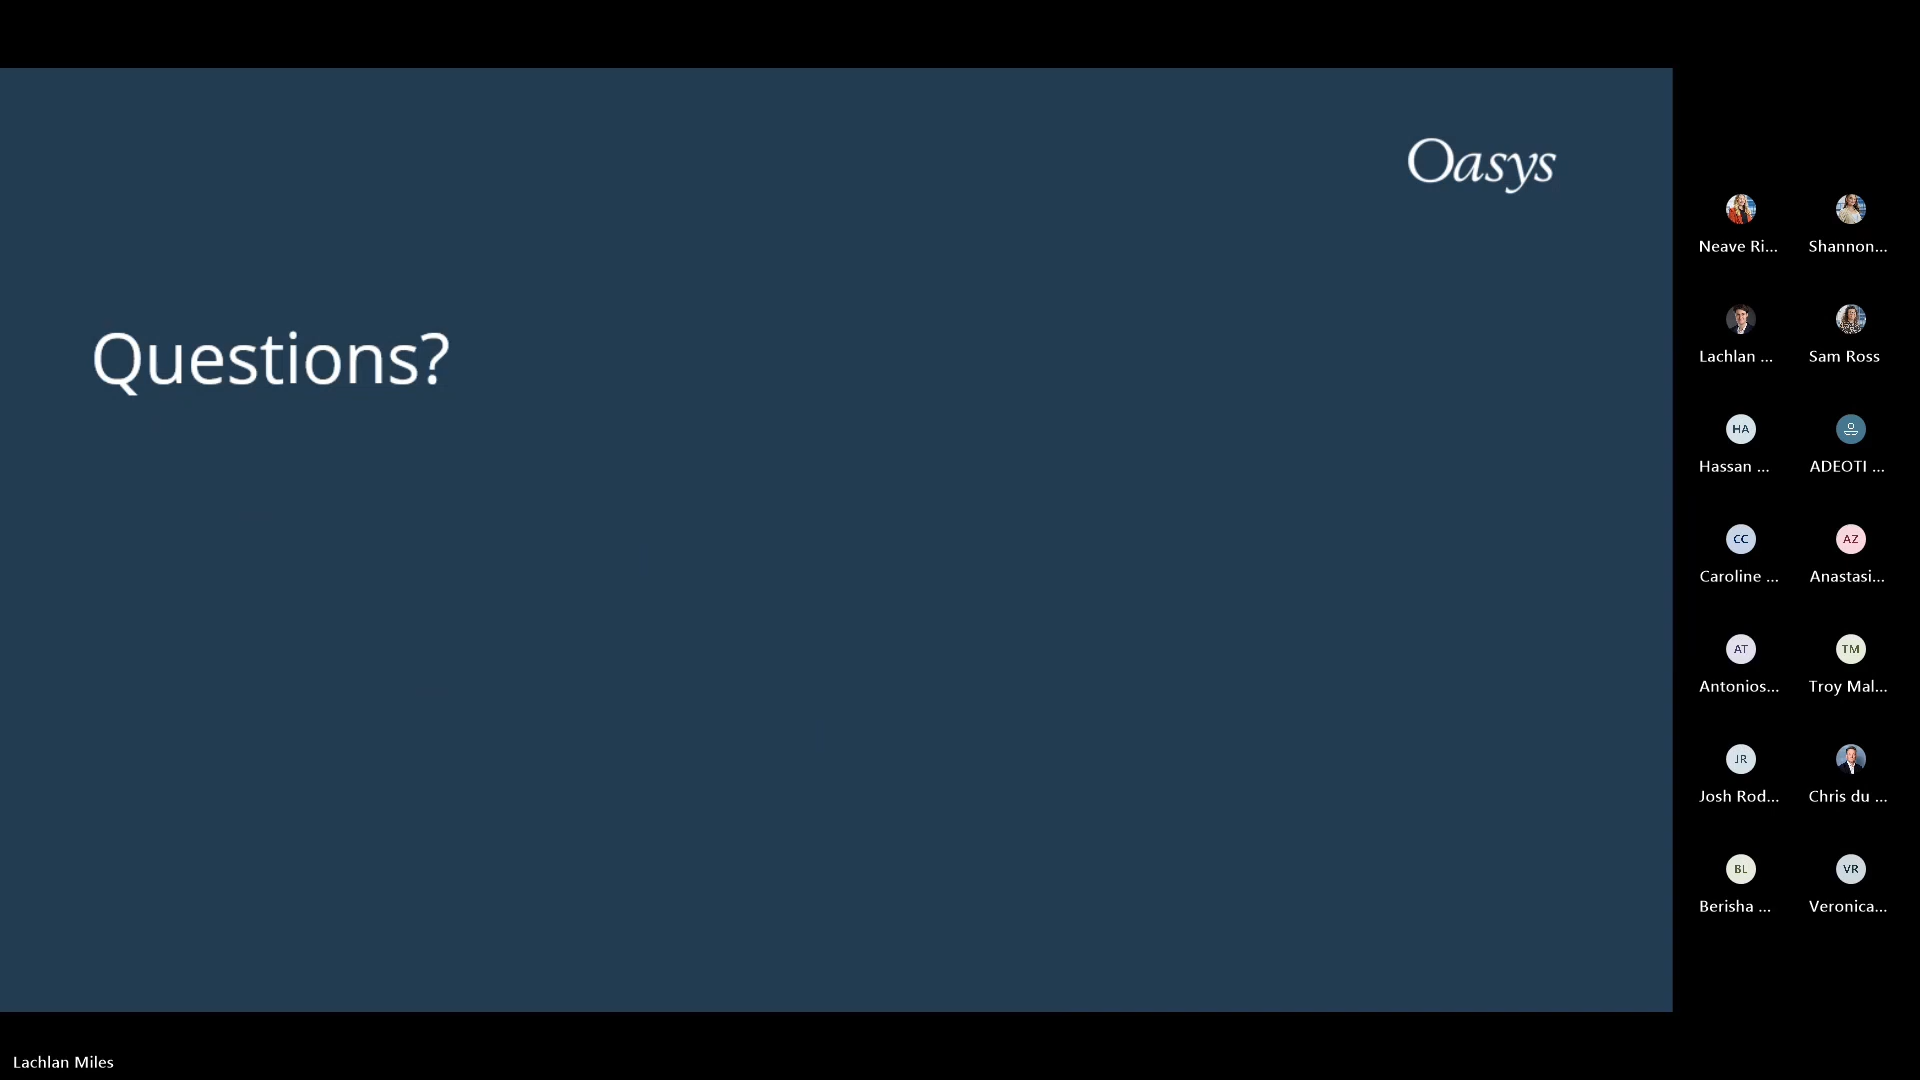 Oasys
Questions?
Neave Ri...
Shannon...
Lachlan ...
Sam Ross
HA
Hassan ...
ADEOTI ...
CC
Caroline ...
AZ
Anastasi...
AT
Antonios...
TM
Troy Mal...
JR
Josh Rod...
Chris du ...
BL
Berisha ...
VR
Veronica...
Lachlan Miles